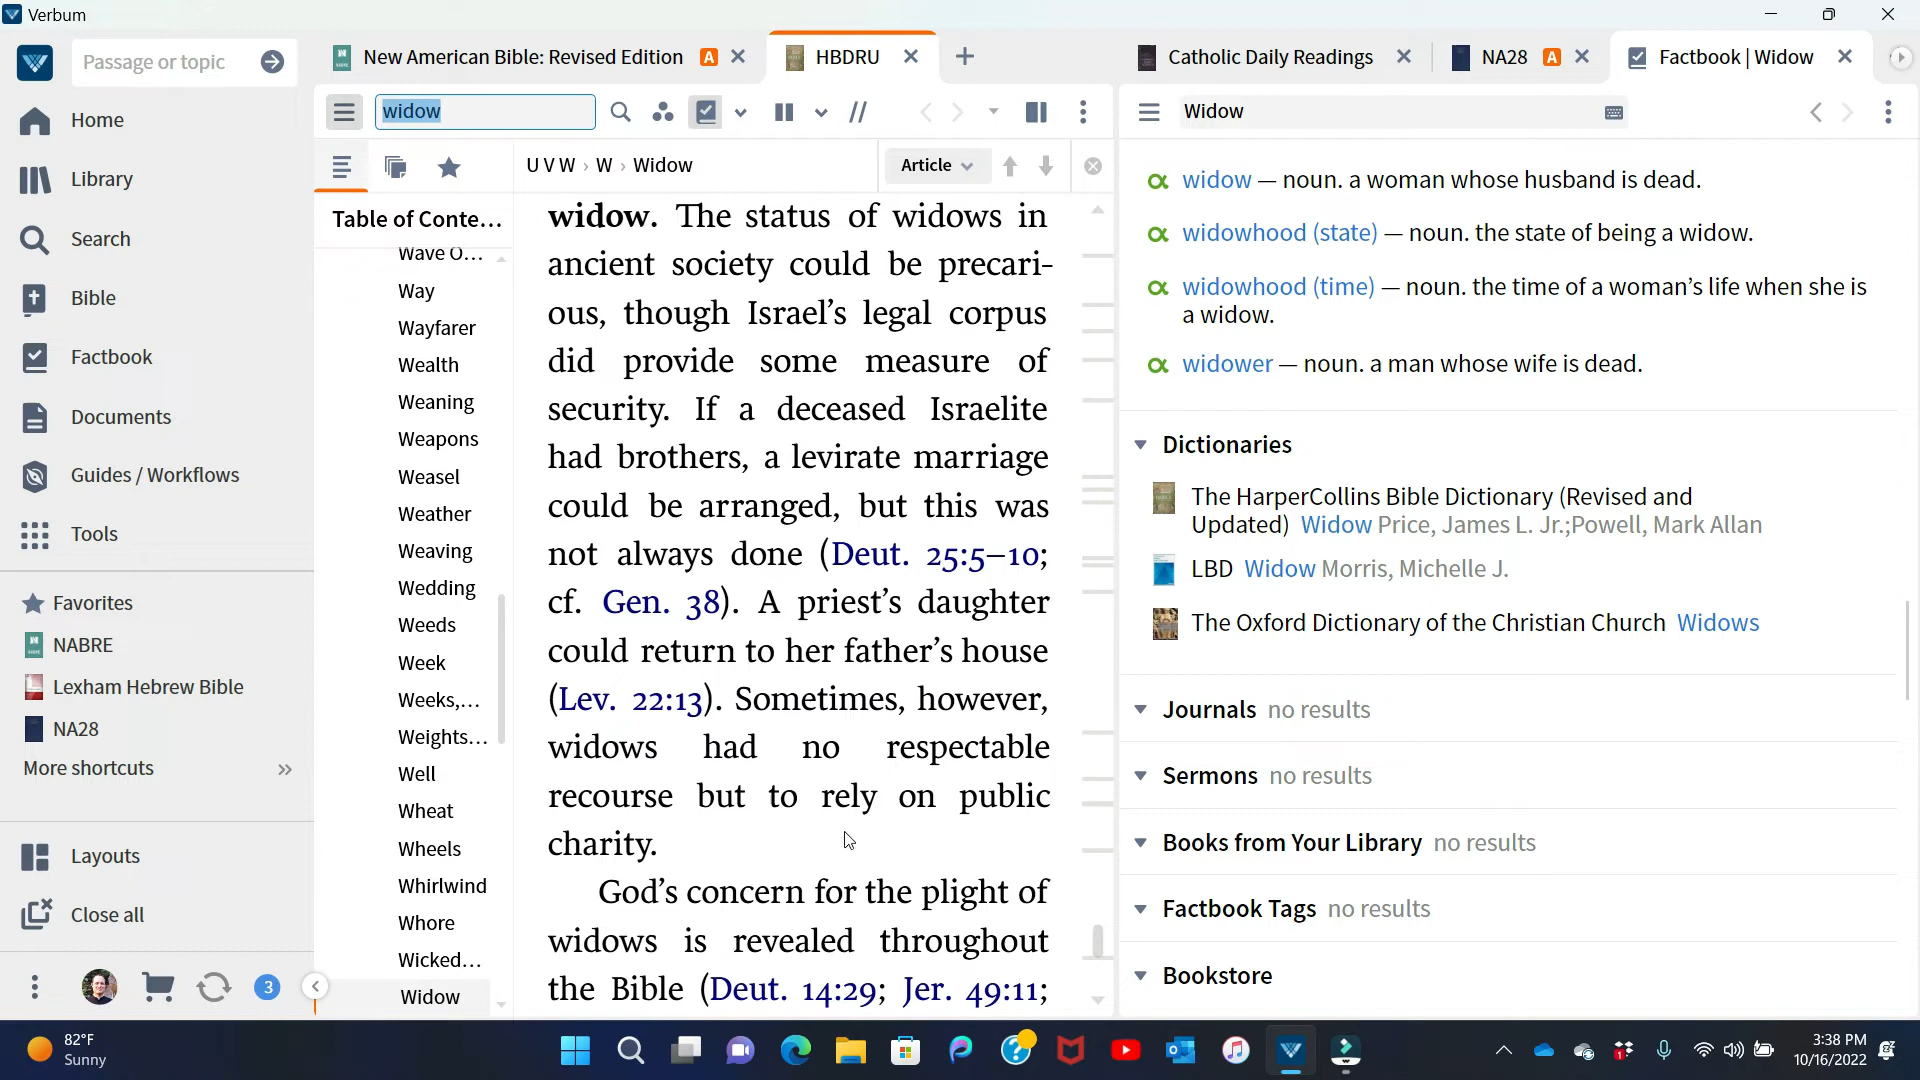 Verbum
Passage or topic
Home
Library
Search
Bible
Factbook
Documents
Guides / Workflows
Tools
Favorites
NABRE
Lexham Hebrew Bible
NA28
More shortcuts
Layouts
Close all
3
New American Bible: Revised Edition A
HBDRU
widow
U V W › W › Widow
Article
Table of Conte...
Wave O...
Way
Wayfarer
Wealth
Weaning
Weapons
Weasel
Weather
Weaving
Wedding
Weeds
Week
Weeks,...
Weights...
Well
Wheat
Wheels
Whirlwind
Whore
Wicked...
Widow
widow. The status of widows in
ancient society could be precari-
ous, though Israel’s legal corpus
did provide some measure of
security. If a deceased Israelite
had brothers, a levirate marriage
could be arranged, but this was
not always done (Deut. 25:5–10;
cf. Gen. 38). A priest’s daughter
could return to her father’s house
(Lev. 22:13). Sometimes, however,
widows had no respectable
recourse but to rely on public
charity.
God’s concern for the plight of
widows is revealed throughout
the Bible (Deut. 14:29; Jer. 49:11;
Catholic Daily Readings
NA28 A
Factbook | Widow
Widow
widow — noun. a woman whose husband is dead.
widowhood (state) — noun. the state of being a widow.
widowhood (time) — noun. the time of a woman’s life when she is
a widow.
widower — noun. a man whose wife is dead.
Dictionaries
The HarperCollins Bible Dictionary (Revised and
Updated) Widow Price, James L. Jr.;Powell, Mark Allan
LBD Widow Morris, Michelle J.
The Oxford Dictionary of the Christian Church Widows
Journals no results
Sermons no results
Books from Your Library no results
Factbook Tags no results
Bookstore
82°F
Sunny
3:38 PM
10/16/2022